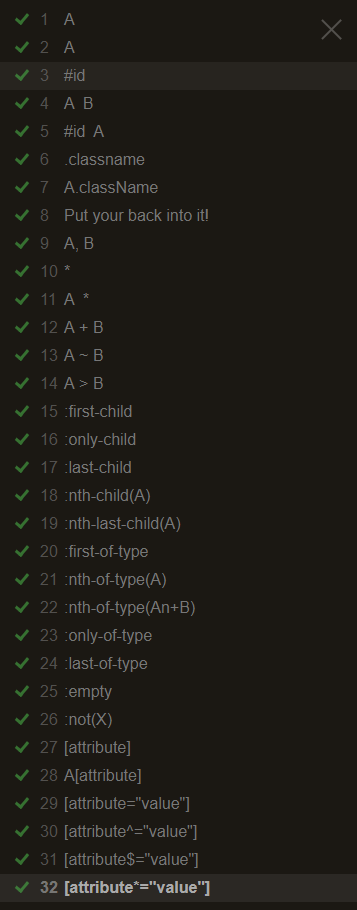 1 A
2 A
3 #id
4 A B
5 #id A
6 .classname
7 A.className
8 Put your back into it!
9 A, B
10 *
11 A *
12 A + B
13 A ~ B
14 A > B
15 :first-child
16 :only-child
17 :last-child
18 :nth-child(A)
19 :nth-last-child(A)
20 :first-of-type
21 :nth-of-type(A)
22 :nth-of-type(An+B)
23 :only-of-type
24 :last-of-type
25 :empty
26 :not(X)
27 [attribute]
28 A[attribute]
29 [attribute="value"]
30 [attribute^="value"]
31 [attribute$="value"]
32 [attribute*="value"]